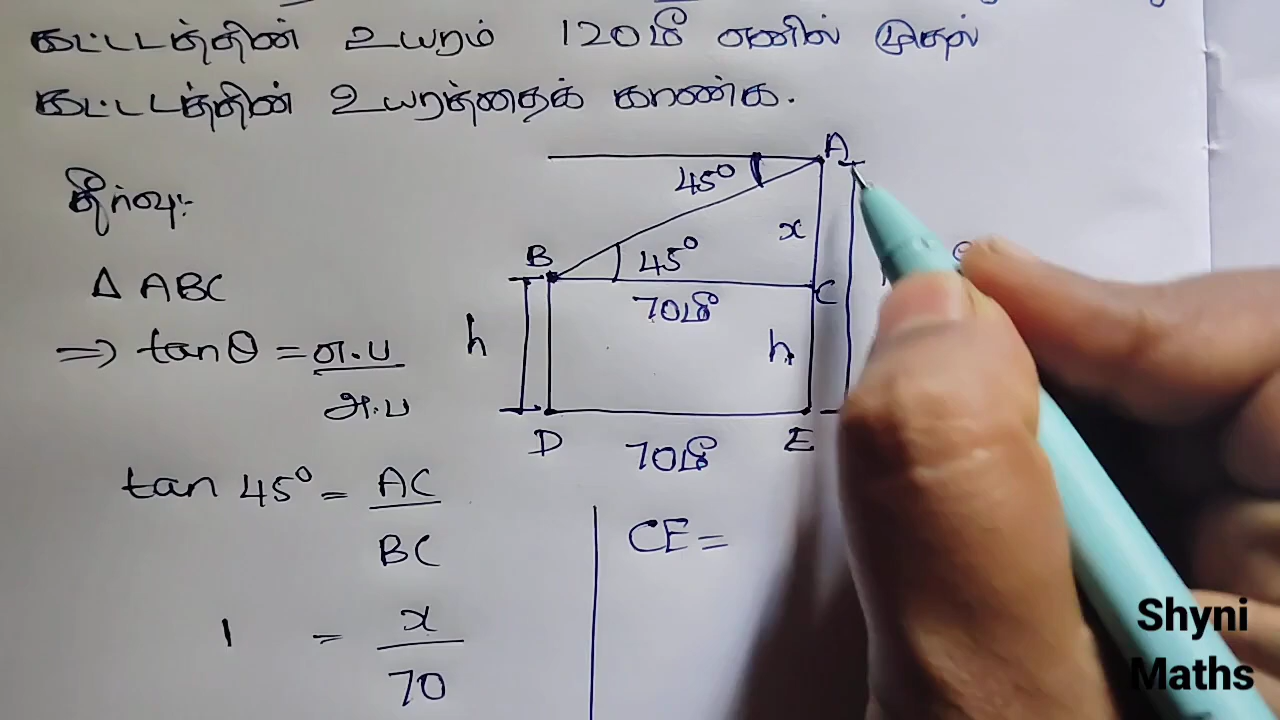 கட்டடத்தின் உயரம் 120மீ எனில் முதல்
கட்டடத்தின் உயரத்தைக் காண்க.
தீர்வு:
A
45°
x
B
45°
C
70மீ
h
h
D
E
70மீ
Δ ABC
⇒ tanθ = எ.ப
அ.ப
tan 45° = AC
BC
1 = x
70
CE =
Shyni
Maths